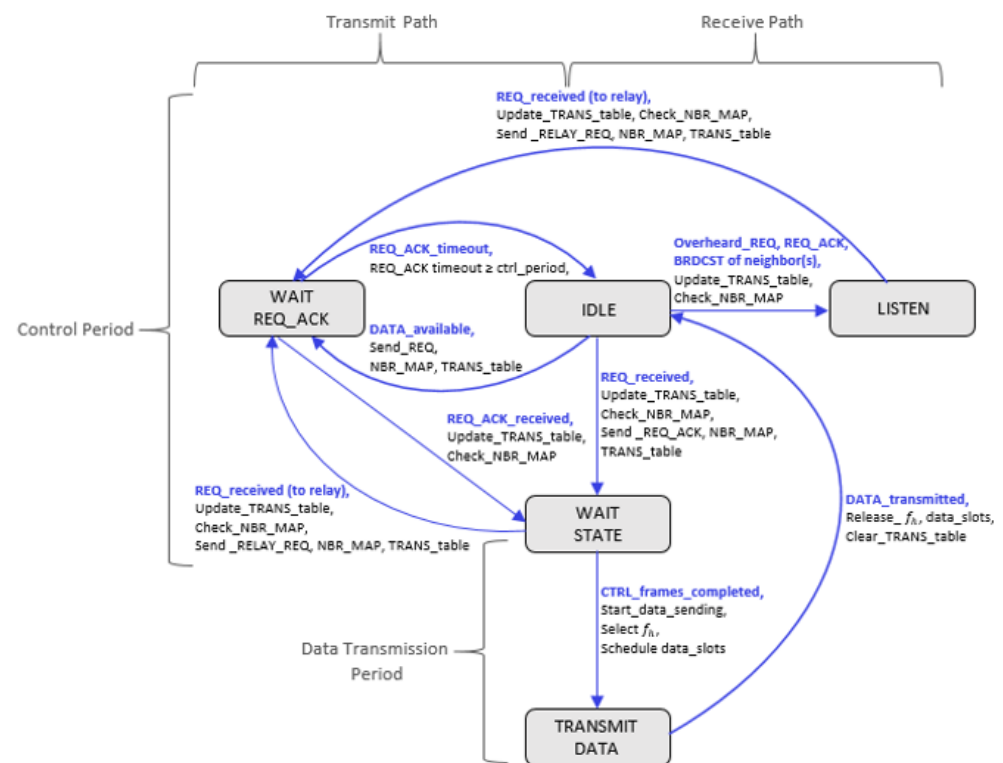 Transmit Path
Receive Path
REQ_received (to relay),
Update_TRANS_table, Check_NBR_MAP,
Send _RELAY_REQ, NBR_MAP, TRANS_table
REQ_ACK_timeout,
REQ_ACK timeout ≥ ctrl_period,
Overheard_REQ, REQ_ACK,
BRDCST of neighbor(s),
Update_TRANS_table,
Check_NBR_MAP
WAIT
REQ_ACK
IDLE
LISTEN
Control Period
DATA_available,
Send_REQ,
NBR_MAP, TRANS_table
REQ_received,
Update_TRANS_table,
Check_NBR_MAP,
Send _REQ_ACK, NBR_MAP,
TRANS_table
REQ_ACK_received,
Update_TRANS_table,
Check_NBR_MAP
REQ_received (to relay),
Update_TRANS_table,
Check_NBR_MAP,
Send _RELAY_REQ, NBR_MAP, TRANS_table
WAIT
STATE
DATA_transmitted,
Release_ fₕ, data_slots,
Clear_TRANS_table
CTRL_frames_completed,
Start_data_sending,
Select fₕ,
Schedule data_slots
Data Transmission
Period
TRANSMIT
DATA